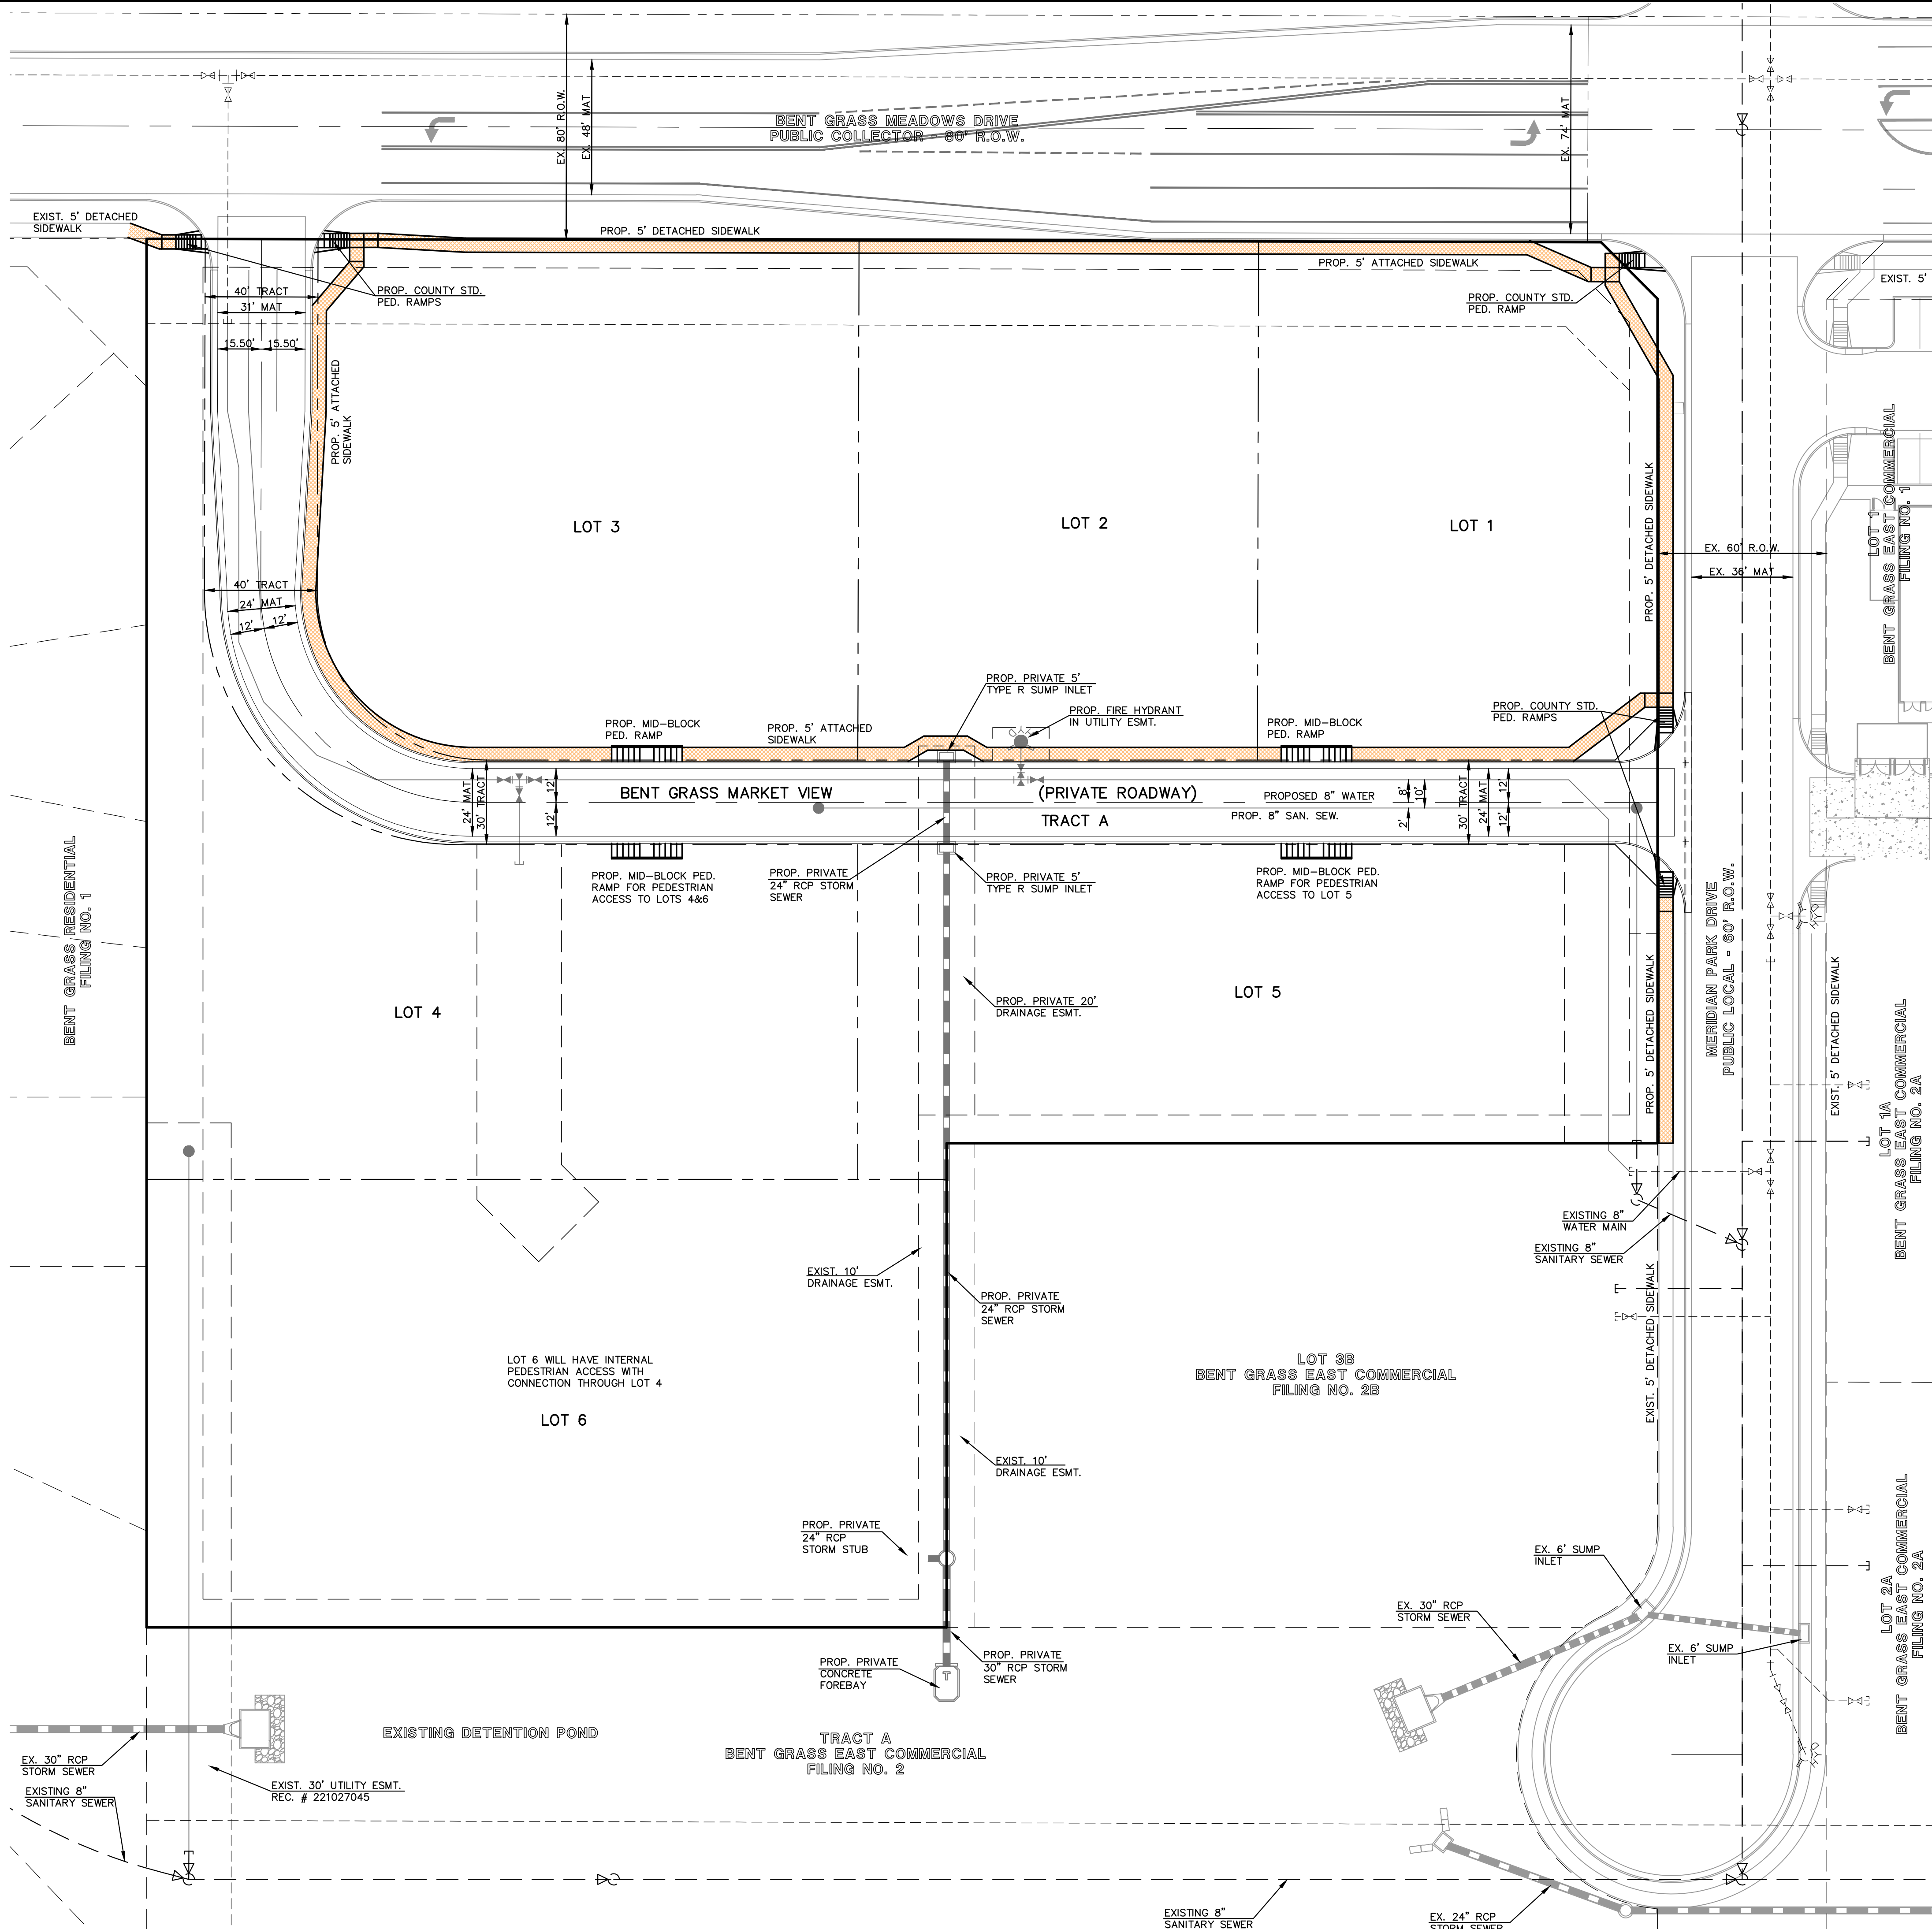 EX. 80' R.O.W.
EX. 48' MAT
BENT GRASS MEADOWS DRIVE
PUBLIC COLLECTOR - 80' R.O.W.
EX. 74' MAT
EXIST. 5' DETACHED
SIDEWALK
PROP. 5' DETACHED SIDEWALK
PROP. 5' ATTACHED SIDEWALK
EXIST. 5'
40' TRACT
31' MAT
PROP. COUNTY STD.
PED. RAMPS
PROP. COUNTY STD.
PED. RAMP
15.50'
15.50'
PROP. 5' ATTACHED
SIDEWALK
LOT 3
LOT 2
LOT 1
PROP. 5' DETACHED SIDEWALK
EX. 60' R.O.W.
EX. 36' MAT
LOT 1
BENT GRASS EAST COMMERCIAL
FILING NO. 1
40' TRACT
24' MAT
12'
12'
PROP. PRIVATE 5'
TYPE R SUMP INLET
PROP. FIRE HYDRANT
IN UTILITY ESMT.
PROP. MID-BLOCK
PED. RAMP
PROP. 5' ATTACHED
SIDEWALK
PROP. MID-BLOCK
PED. RAMP
PROP. COUNTY STD.
PED. RAMPS
24' MAT
30' TRACT
12'
12'
BENT GRASS MARKET VIEW
(PRIVATE ROADWAY)
TRACT A
PROPOSED 8" WATER
PROP. 8" SAN. SEW.
8'
10'
2'
30' TRACT
24' MAT
12'
12'
PROP. MID-BLOCK PED.
RAMP FOR PEDESTRIAN
ACCESS TO LOTS 4&6
PROP. PRIVATE
24" RCP STORM
SEWER
PROP. PRIVATE 5'
TYPE R SUMP INLET
PROP. MID-BLOCK PED.
RAMP FOR PEDESTRIAN
ACCESS TO LOT 5
BENT GRASS RESIDENTIAL
FILING NO. 1
LOT 4
PROP. PRIVATE 20'
DRAINAGE ESMT.
LOT 5
PROP. 5' DETACHED SIDEWALK
MERIDIAN PARK DRIVE
PUBLIC LOCAL - 60' R.O.W.
EXIST. 5' DETACHED SIDEWALK
LOT 1A
BENT GRASS EAST COMMERCIAL
FILING NO. 2A
EXISTING 8"
WATER MAIN
EXISTING 8"
SANITARY SEWER
EXIST. 10'
DRAINAGE ESMT.
PROP. PRIVATE
24" RCP STORM
SEWER
EXIST. 5' DETACHED SIDEWALK
LOT 6 WILL HAVE INTERNAL
PEDESTRIAN ACCESS WITH
CONNECTION THROUGH LOT 4
LOT 6
LOT 3B
BENT GRASS EAST COMMERCIAL
FILING NO. 2B
EXIST. 10'
DRAINAGE ESMT.
PROP. PRIVATE
24" RCP
STORM STUB
EX. 6' SUMP
INLET
LOT 2A
BENT GRASS EAST COMMERCIAL
FILING NO. 2A
EX. 30" RCP
STORM SEWER
EX. 6' SUMP
INLET
PROP. PRIVATE
CONCRETE
FOREBAY
PROP. PRIVATE
30" RCP STORM
SEWER
EXISTING DETENTION POND
TRACT A
BENT GRASS EAST COMMERCIAL
FILING NO. 2
EX. 30" RCP
STORM SEWER
EXISTING 8"
SANITARY SEWER
EXIST. 30' UTILITY ESMT.
REC. # 221027045
EXISTING 8"
SANITARY SEWER
EX. 24" RCP
STORM SEWER